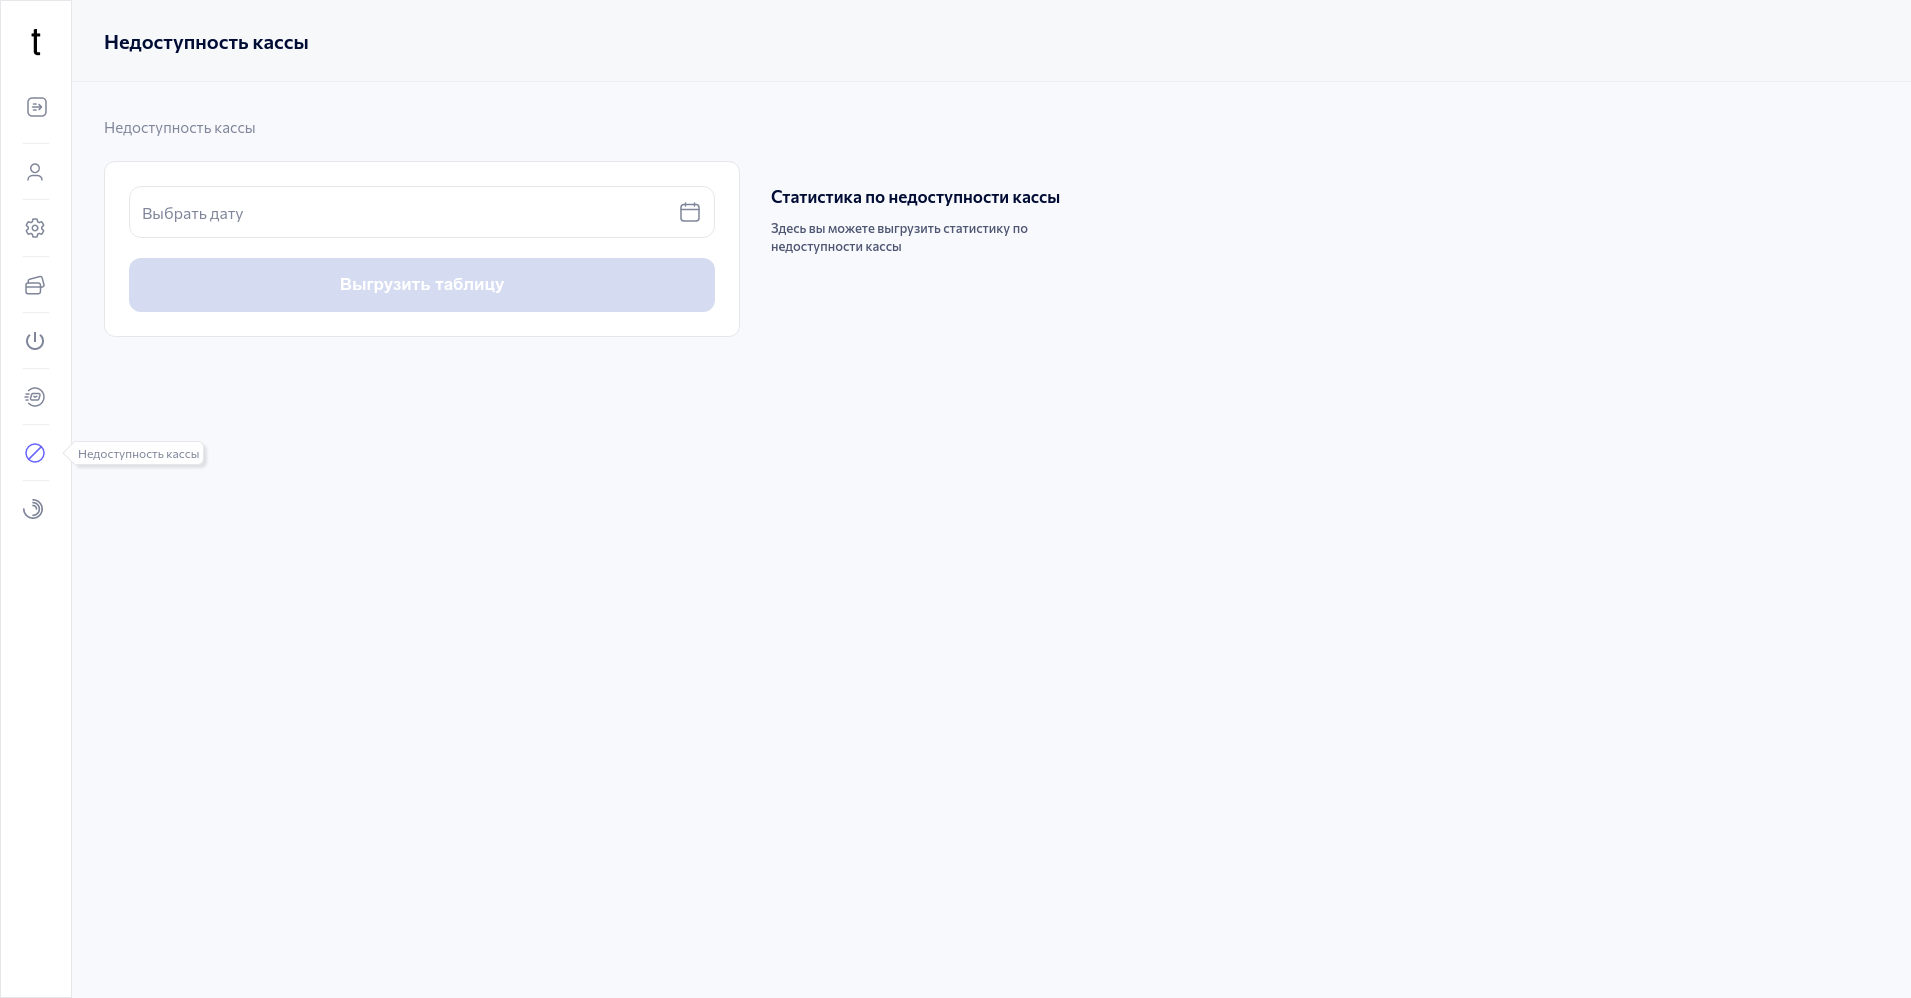 t
Недоступность кассы
Недоступность кассы
Выбрать дату
Выгрузить таблицу
Статистика по недоступности кассы
Здесь вы можете выгрузить статистику по
недоступности кассы
Недоступность кассы